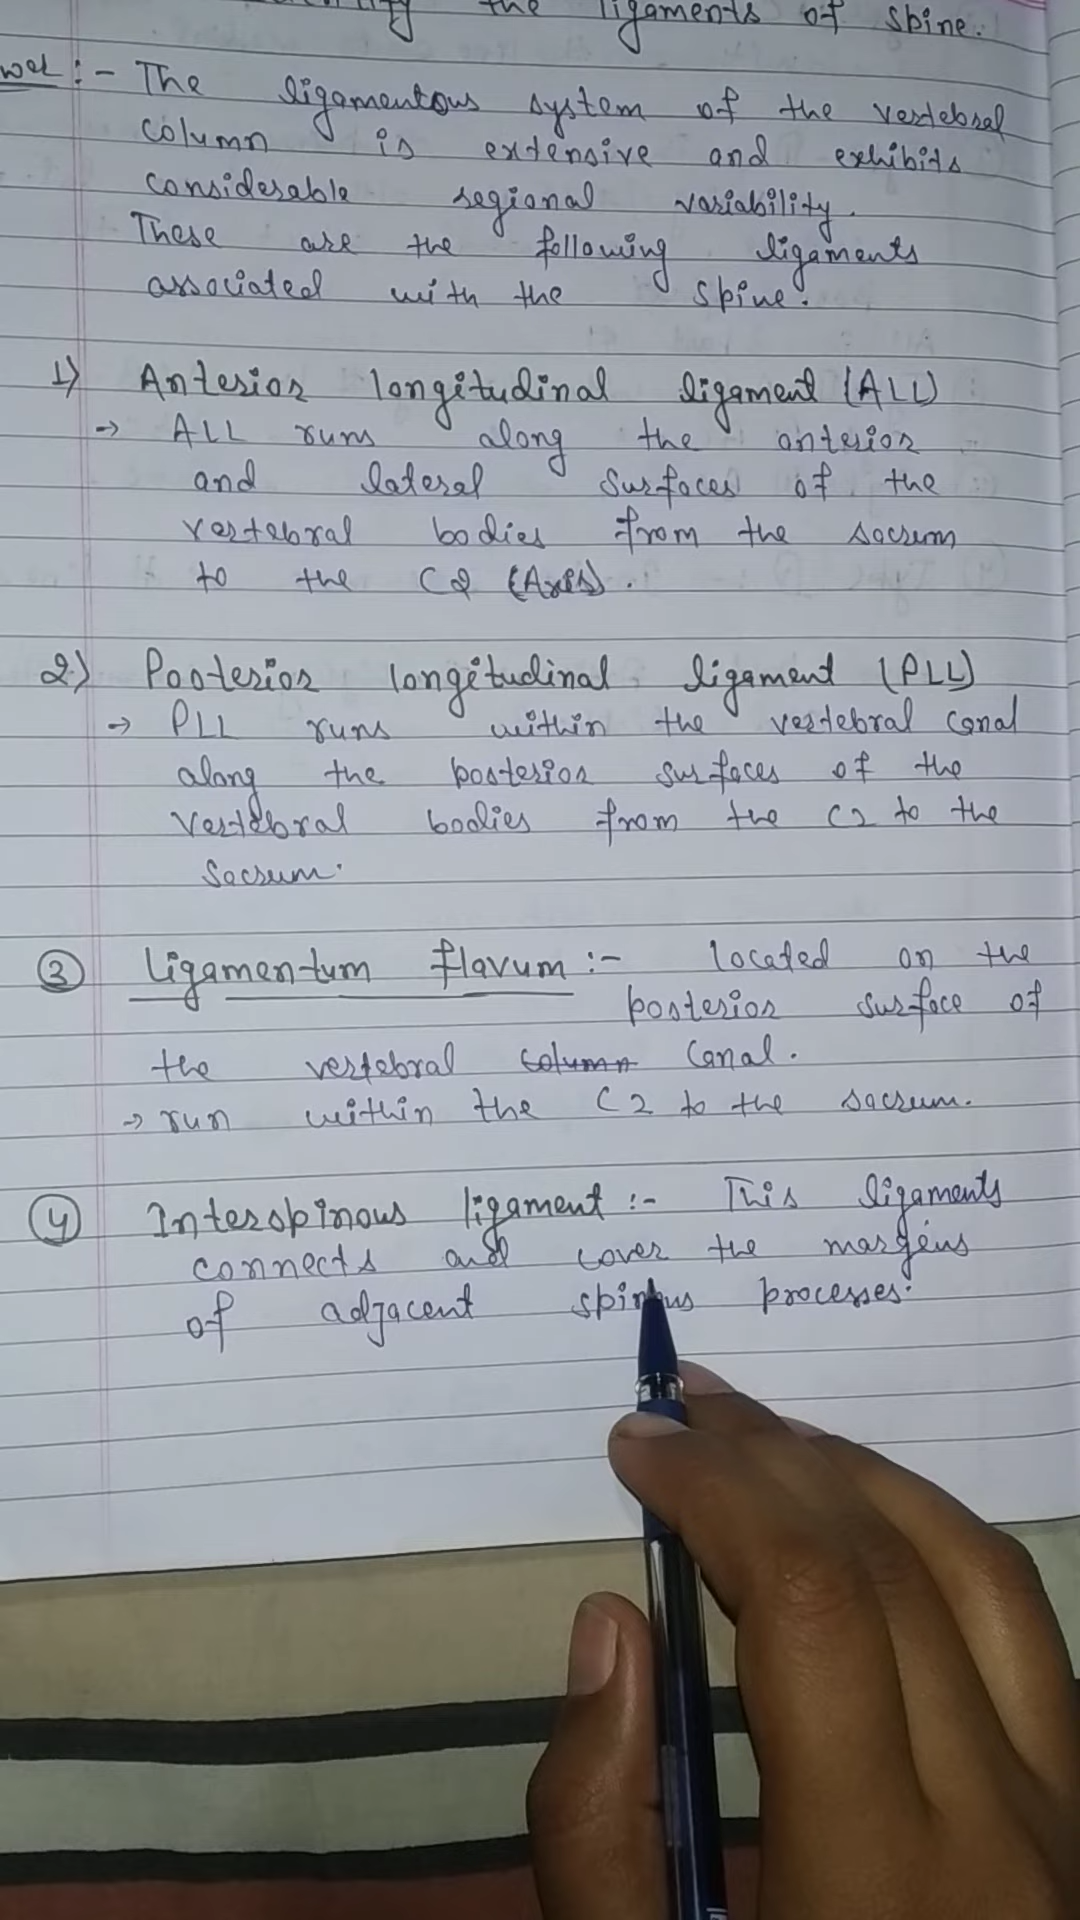 the ligaments of spine.
:- The ligamentous system of the vertebral
column is extensive and exhibits
considerable regional variability.
These are the following ligaments
associated with the spine.
1) Anterior longitudinal ligament (ALL)
→ ALL runs along the anterior
and lateral surfaces of the
vertebral bodies from the sacrum
to the C2 (Axis).
2) Posterior longitudinal ligament (PLL)
→ PLL runs within the vertebral canal
along the posterior surfaces of the
vertebral bodies from the C2 to the
Sacrum.
③ Ligamentum flavum :- located on the
posterior surface of
the vertebral column canal.
→ run within the C2 to the sacrum.
④ Interspinous ligament :- This ligaments
connects and cover the margins
of adjacent spinous processes.